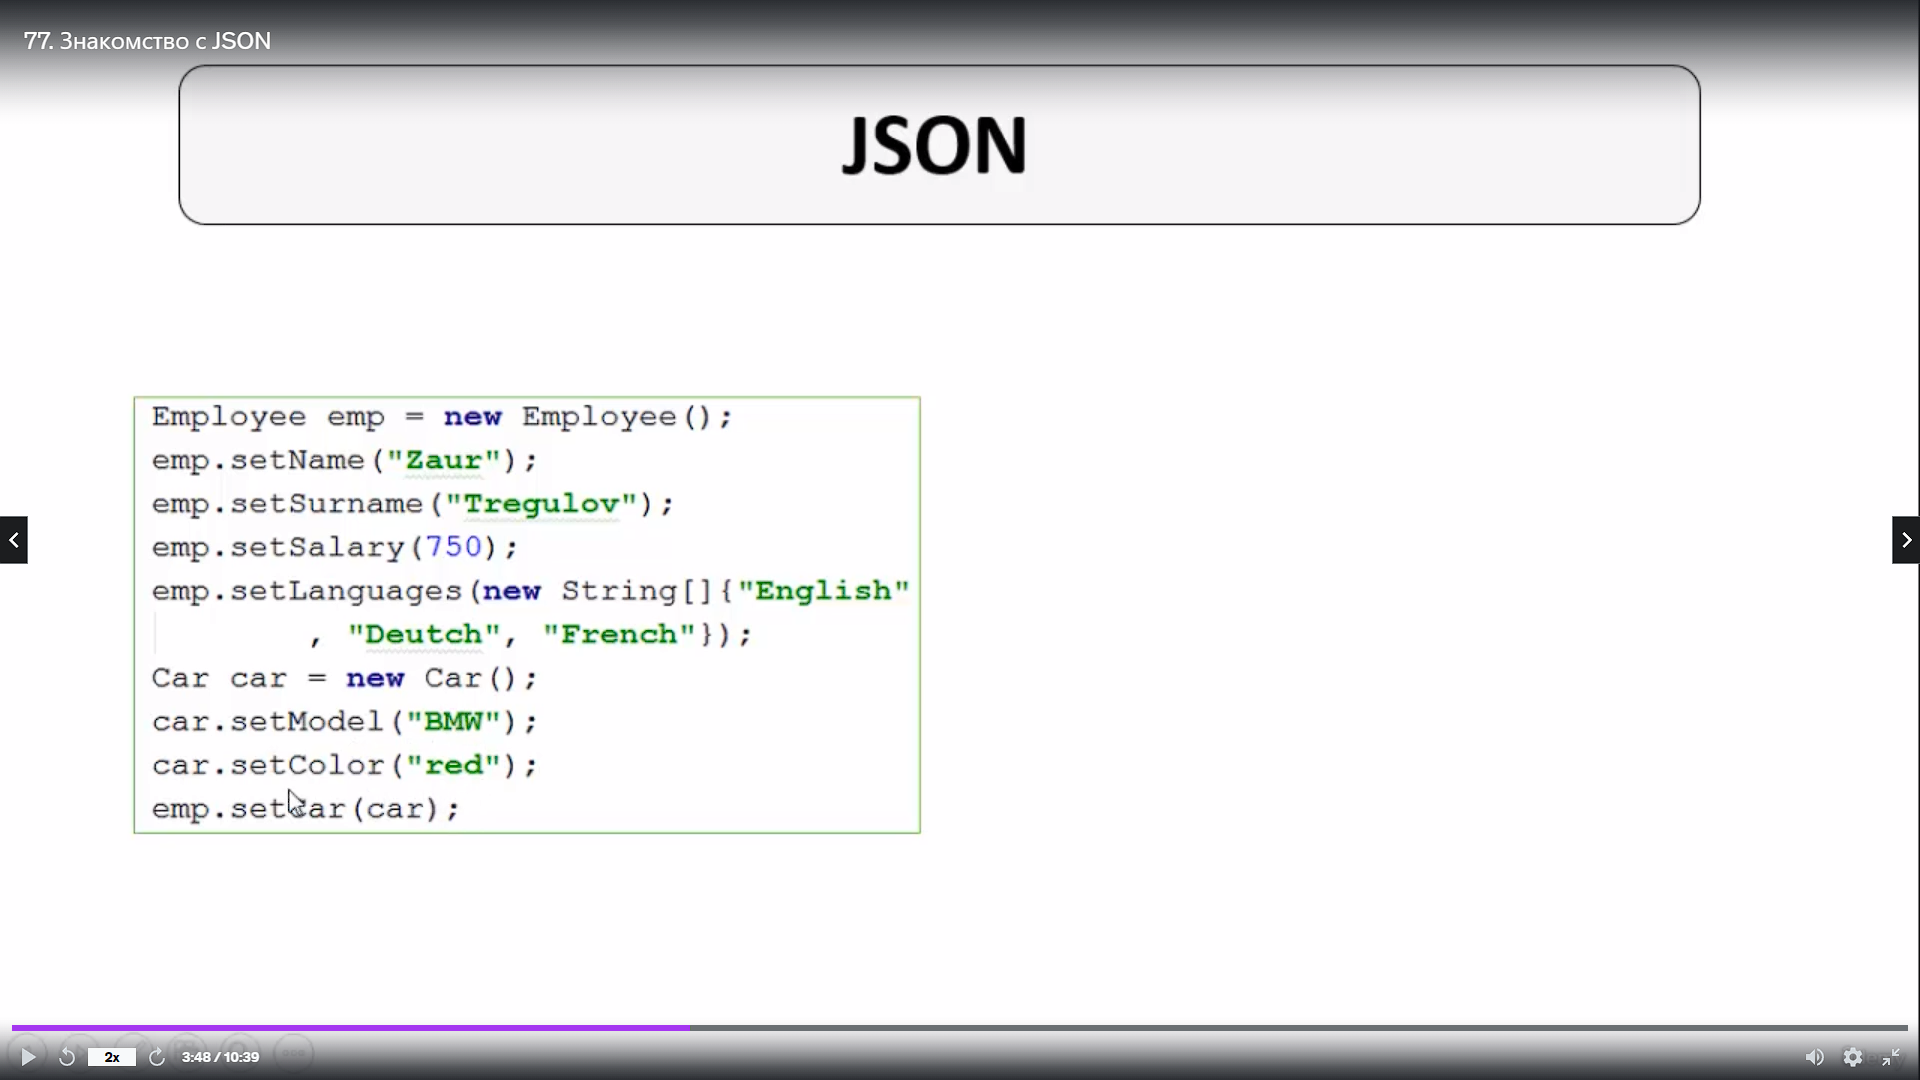 77. Знакомство с JSON
JSON
Employee emp = new Employee();
emp.setName("Zaur");
emp.setSurname("Tregulov");
emp.setSalary(750);
emp.setLanguages(new String[]{"English"
, "Deutch", "French"});
Car car = new Car();
car.setModel("BMW");
car.setColor("red");
emp.setCar(car);
2x
3:48 / 10:39